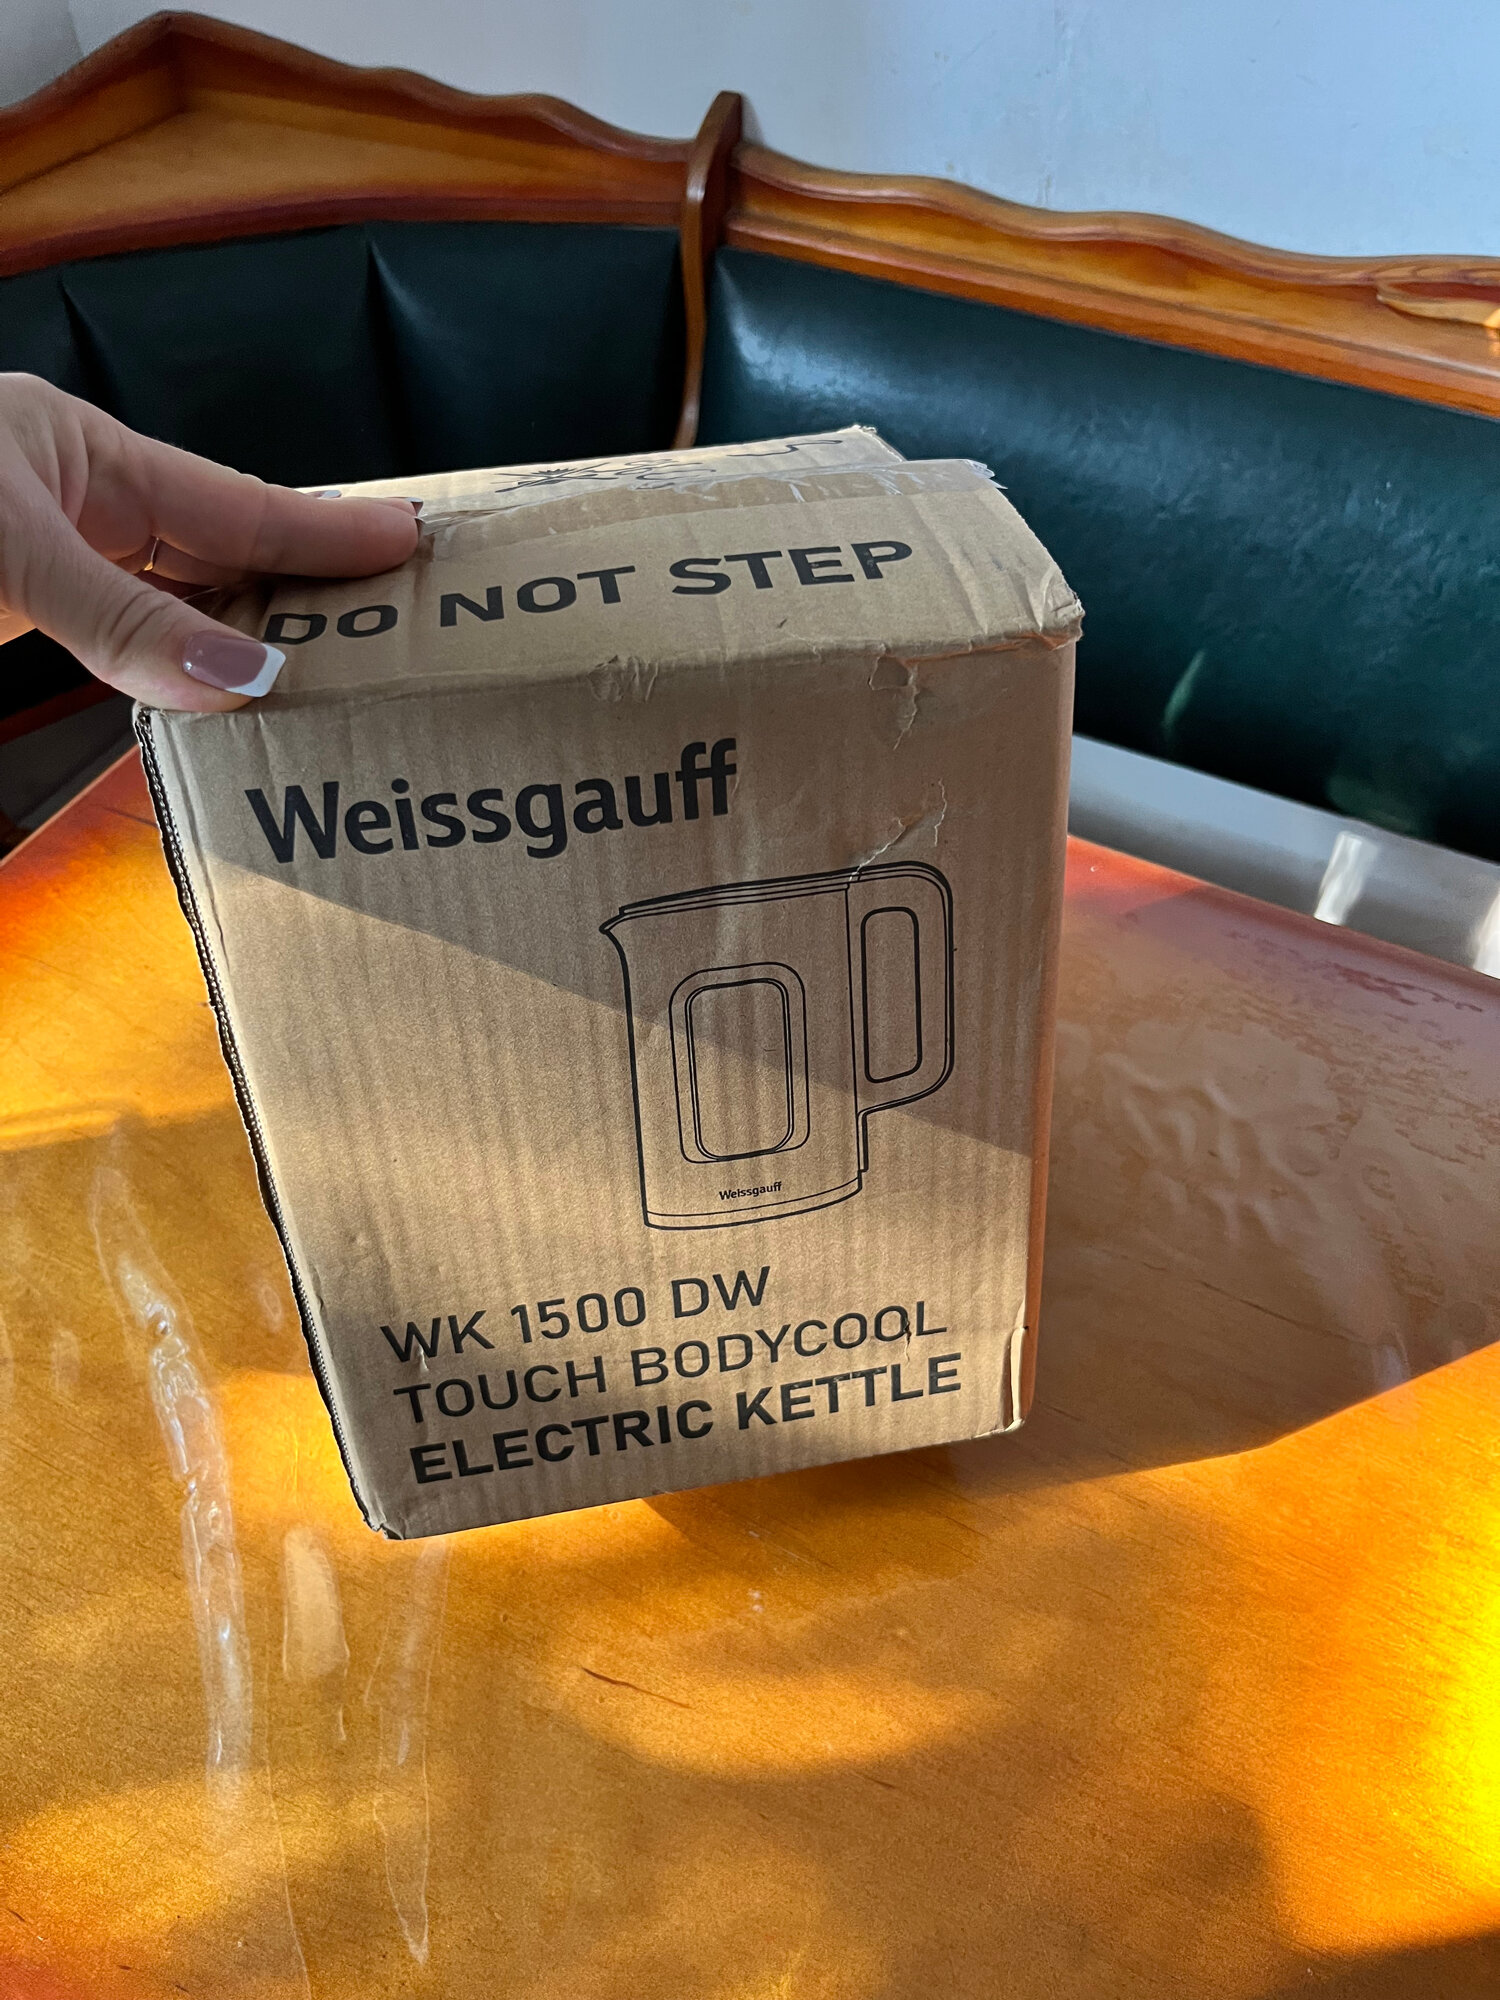 DO NOT STEP
Weissgauff
Weissgauff
WK 1500 DW
TOUCH BODYCOOL
ELECTRIC KETTLE